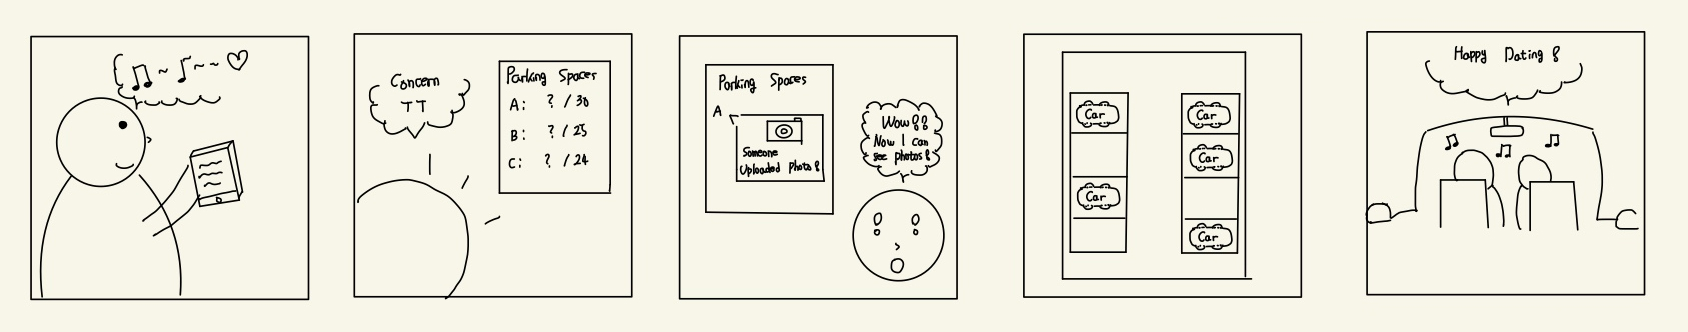 Concern
TT
Parking Spaces
A: ? / 30
B: ? / 25
C: ? / 24
Parking Spaces
A
Someone
Uploaded Photo!
Wow!!
Now I can
see photos!
Car
Car
Car
Car
Car
Happy Dating!